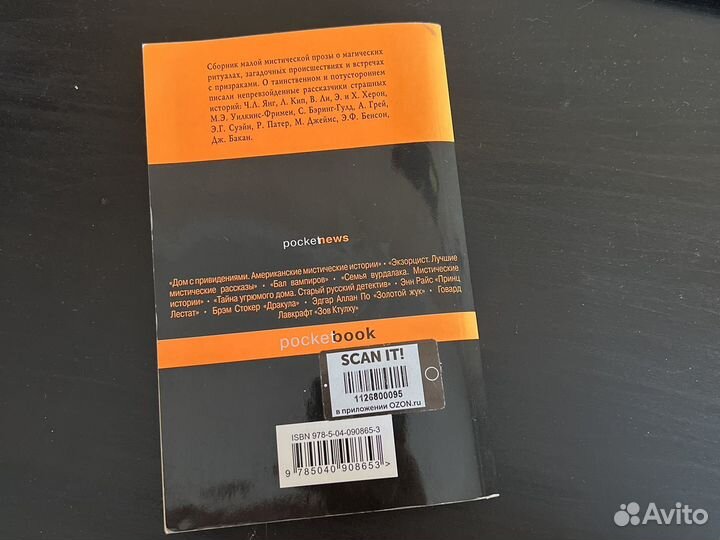 Сборник малой мистической прозы о магических
ритуалах, загадочных происшествиях и встречах
с призраками. О таинственном и потустороннем
писали непревзойденные рассказчики страшных
историй: Ч.Л. Янг, Л. Кип, В. Ли, Э. и Х. Херон,
М.Э. Уилкинс-Фримен, С. Бэринг-Гулд, А. Грей,
Э.Г. Суэйн, Р. Патер, М. Джеймс, Э.Ф. Бенсон,
Дж. Бакан.
pocketnews
«Дом с привидениями. Американские мистические истории» • «Экзорцист. Лучшие
мистические рассказы» • «Бал вампиров» • «Семья вурдалака. Мистические
истории» • «Тайна угрюмого дома. Старый русский детектив» • Энн Райс «Принц
Лестат» • Брэм Стокер «Дракула» • Эдгар Аллан По «Золотой жук» • Говард
Лавкрафт «Зов Ктулху»
pocketbook
SCAN IT!
1126800095
в приложении OZON.ru
ISBN 978-5-04-090865-3
9 785040 908653 >
Avito